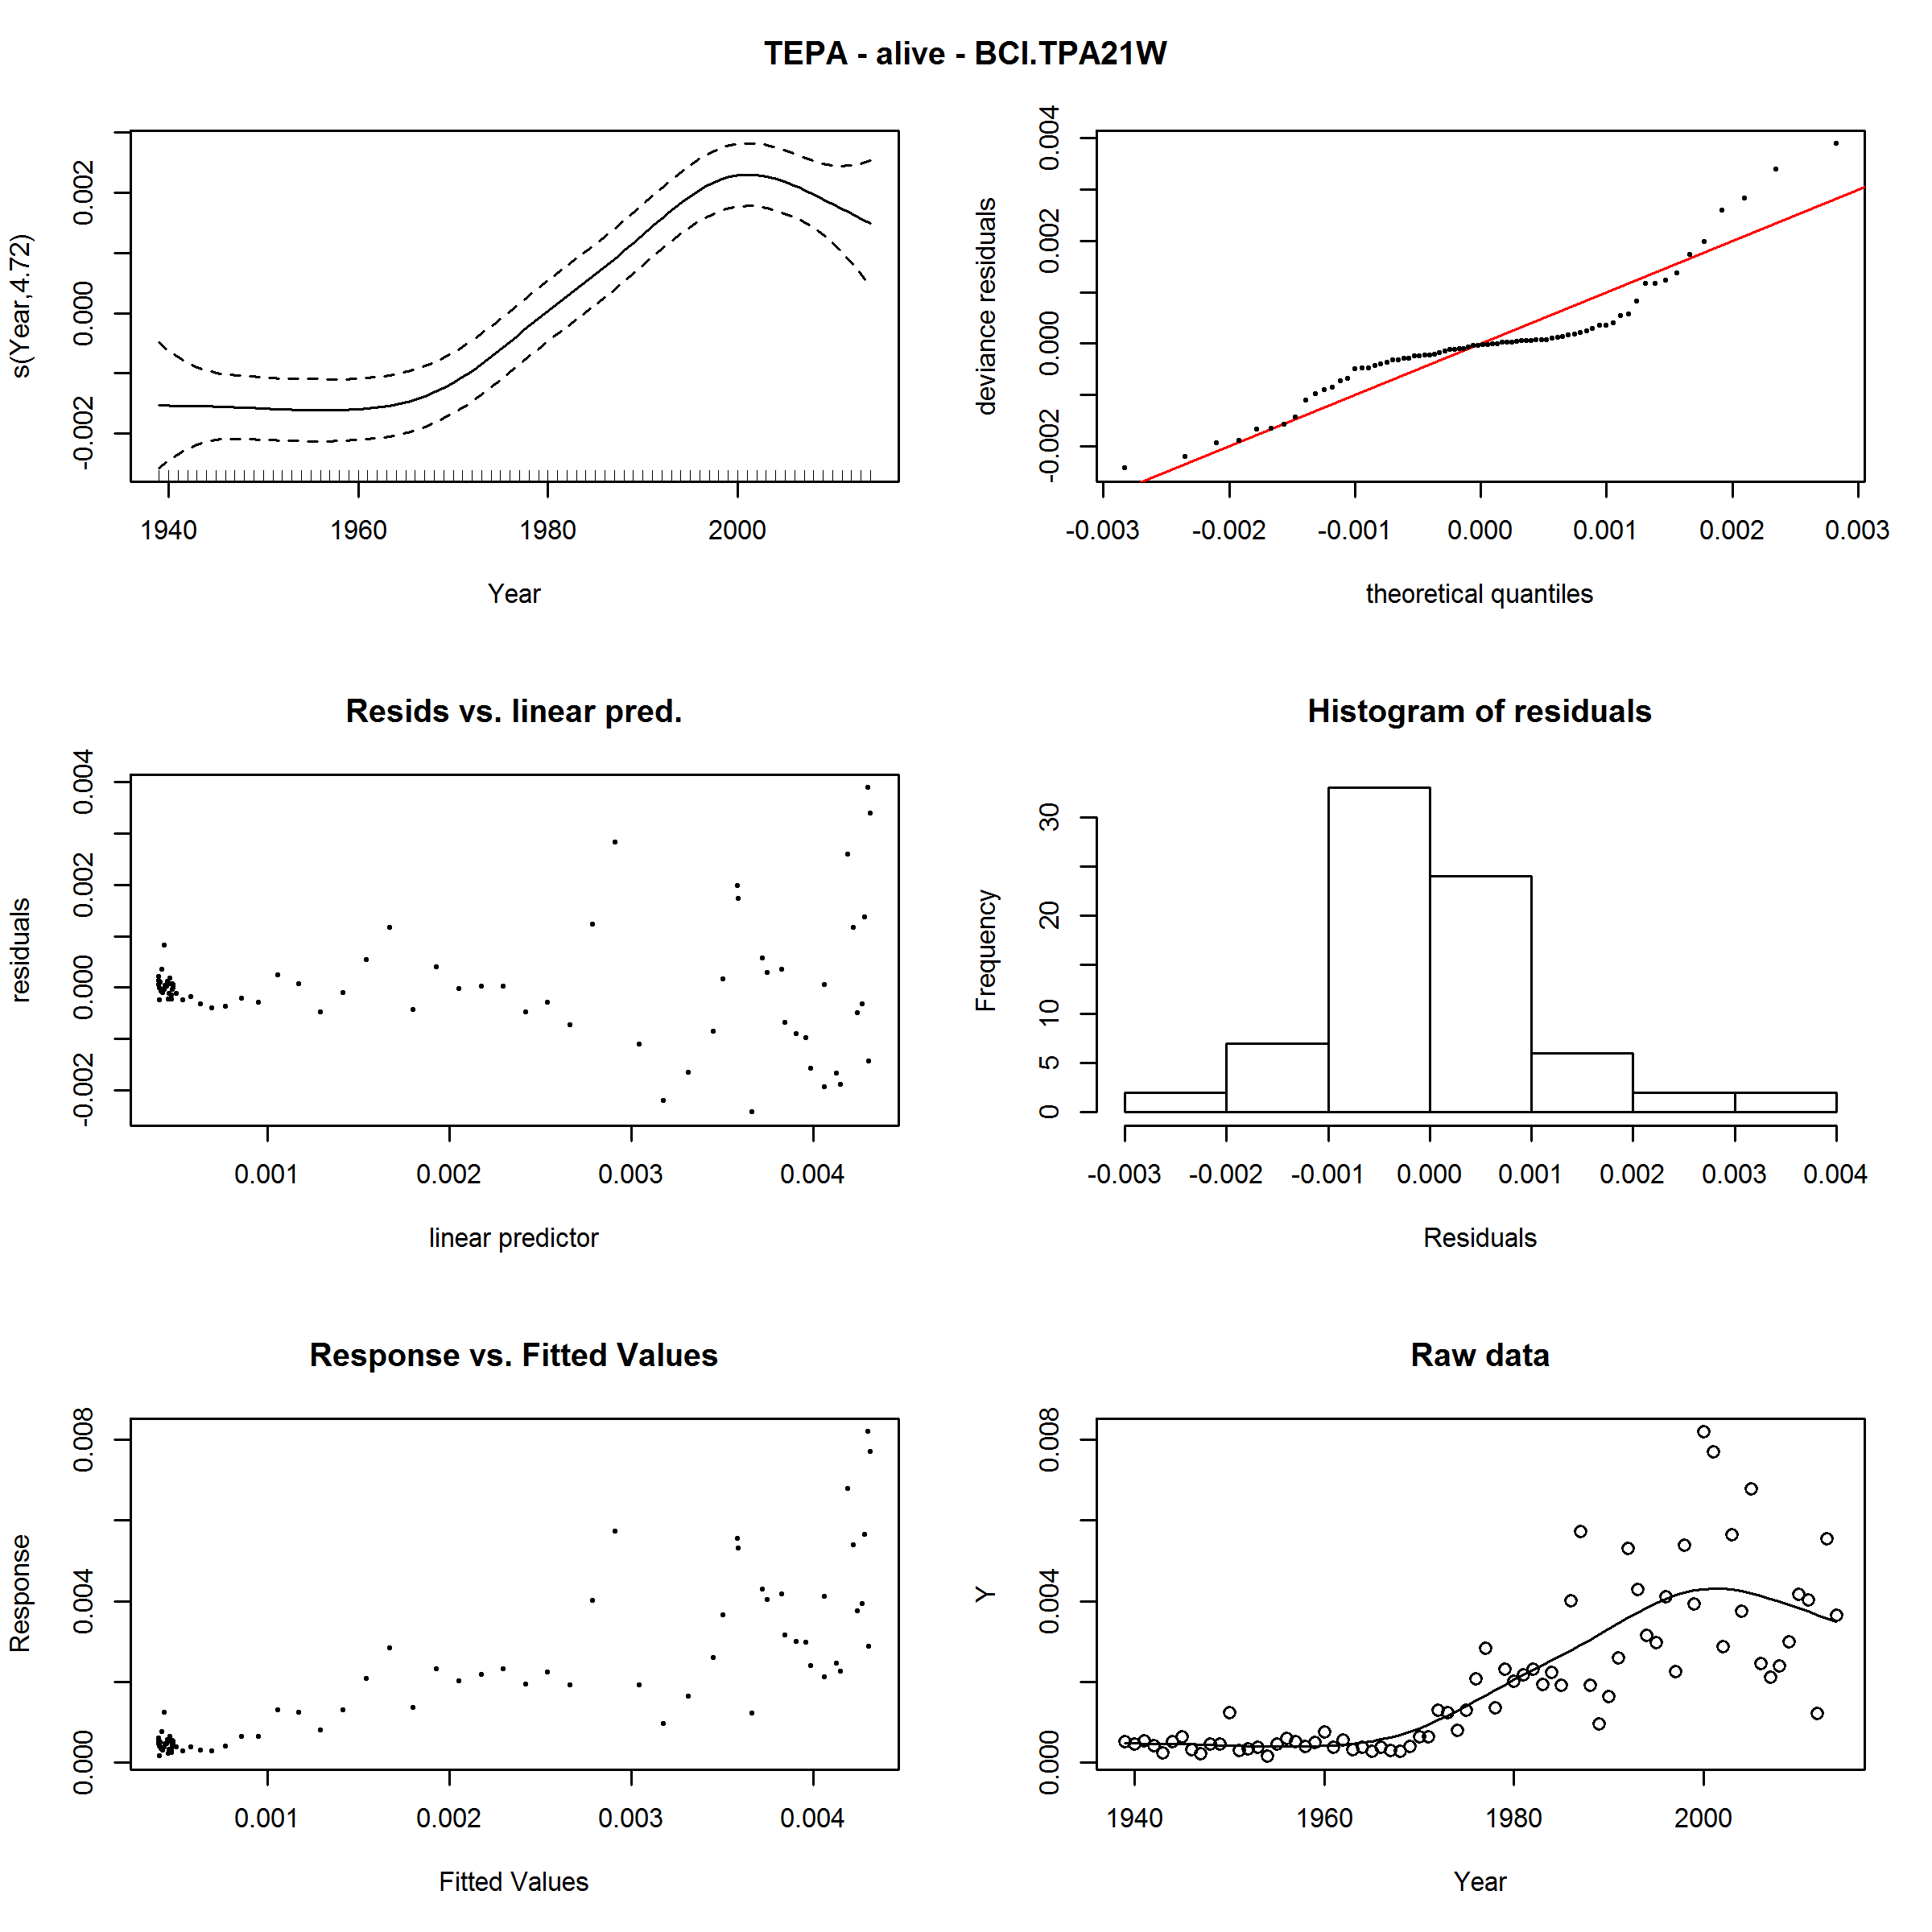 TEPA - alive - BCI.TPA21W
s(Year,4.72)
0.002
0.000
-0.002
1940 1960 1980 2000
Year
deviance residuals
0.004
0.002
0.000
-0.002
-0.003 -0.002 -0.001 0.000 0.001 0.002 0.003
theoretical quantiles
Resids vs. linear pred.
residuals
0.004
0.002
0.000
-0.002
0.001 0.002 0.003 0.004
linear predictor
Histogram of residuals
Frequency
30
20
10
5
0
-0.003 -0.002 -0.001 0.000 0.001 0.002 0.003 0.004
Residuals
Response vs. Fitted Values
Response
0.008
0.004
0.000
0.001 0.002 0.003 0.004
Fitted Values
Raw data
Y
0.008
0.004
0.000
1940 1960 1980 2000
Year